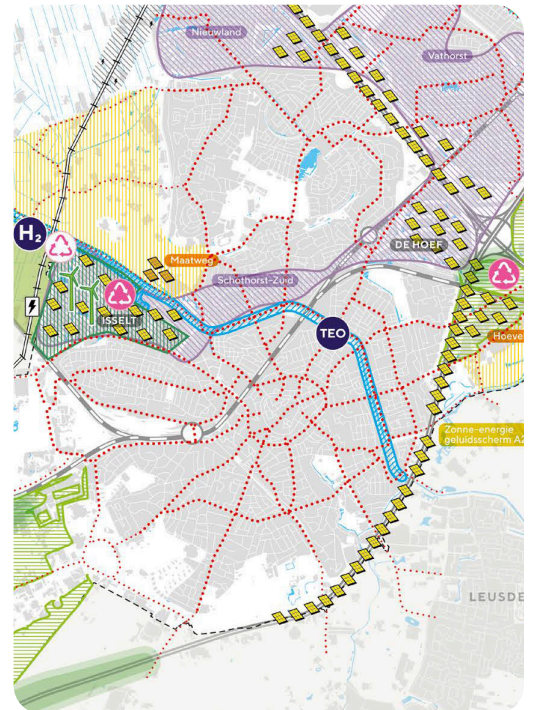 Nieuwland
Vathorst
H₂
DE HOEF
Maatweg
Schothorst-Zuid
ISSELT
TEO
Hoeve
Zonne-energie
geluidsscherm A2
LEUSDE